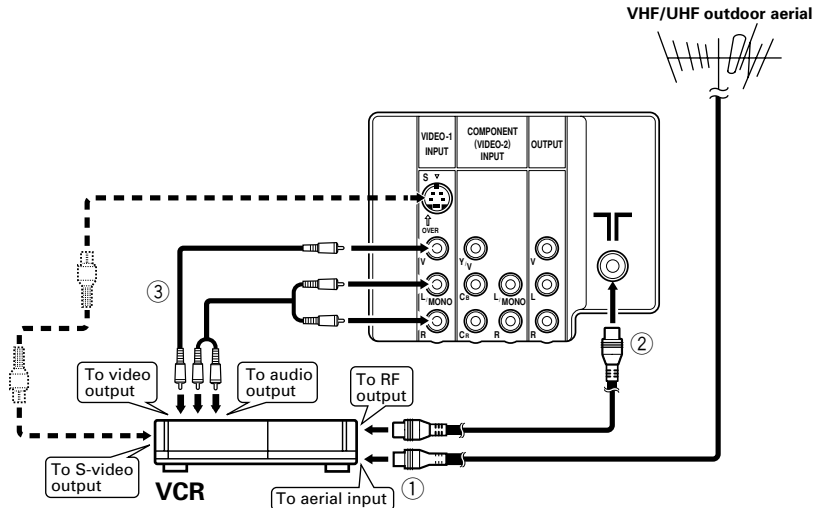 VHF/UHF outdoor aerial
VIDEO-1
INPUT
COMPONENT
(VIDEO-2)
INPUT
OUTPUT
S
OVER
V
Y/V
V
L/MONO
CB
L/MONO
L
R
CR
R
R
③
②
To video
output
To audio
output
To RF
output
To S-video
output
VCR
To aerial input
①